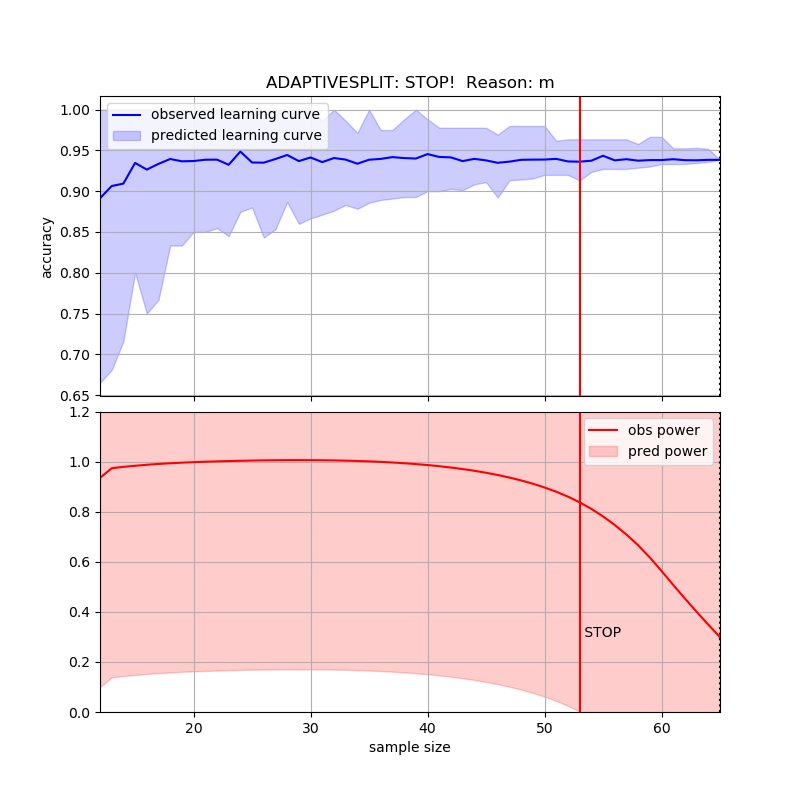 ADAPTIVESPLIT: STOP!  Reason: m
observed learning curve
predicted learning curve
1.00
0.95
0.90
0.85
0.80
0.75
0.70
0.65
accuracy
obs power
pred power
1.2
1.0
0.8
0.6
0.4
0.2
0.0
STOP
20 30 40 50 60
sample size